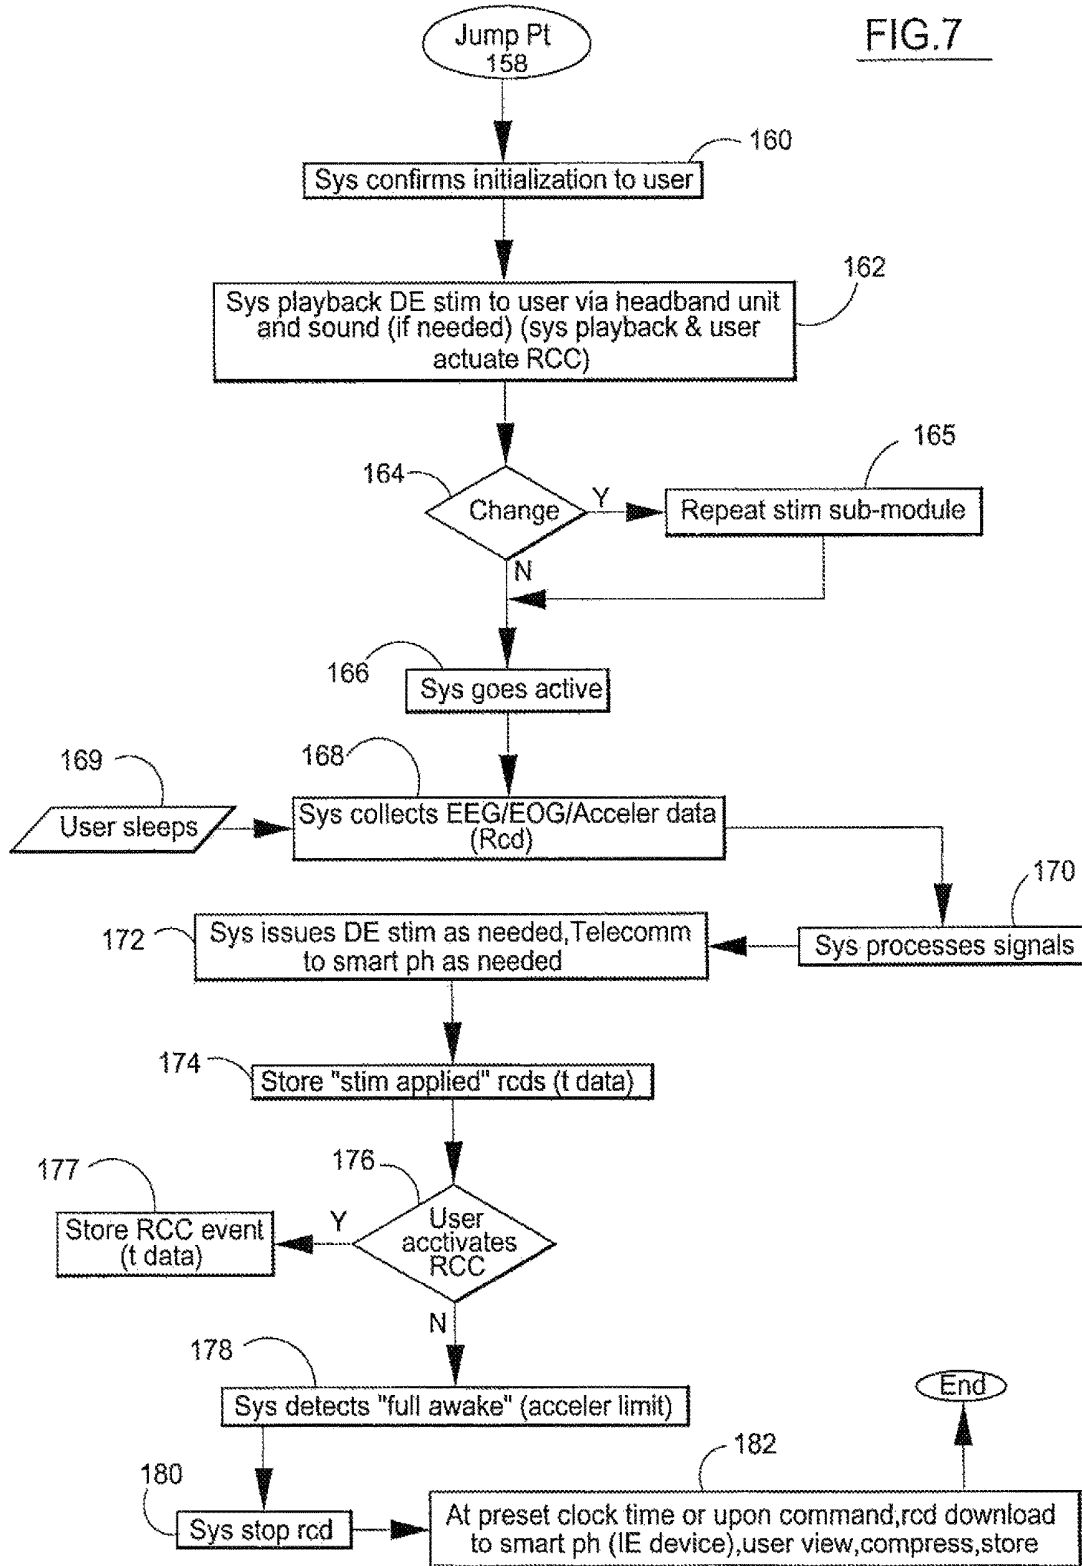 FIG.7
Jump Pt
158
160
Sys confirms initialization to user
162
Sys playback DE stim to user via headband unit
and sound (if needed) (sys playback & user
actuate RCC)
164
Change
Y
165
Repeat stim sub-module
N
166
Sys goes active
169
User sleeps
168
Sys collects EEG/EOG/Acceler data
(Rcd)
170
Sys processes signals
172
Sys issues DE stim as needed,Telecomm
to smart ph as needed
174
Store "stim applied" rcds (t data)
176
User
acctivates
RCC
Y
177
Store RCC event
(t data)
N
178
Sys detects "full awake" (acceler limit)
180
Sys stop rcd
182
At preset clock time or upon command,rcd download
to smart ph (IE device),user view,compress,store
End